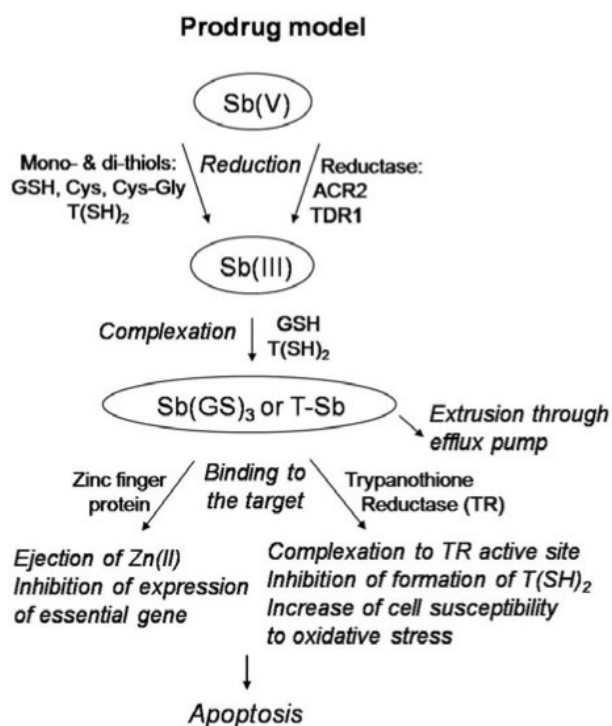 Prodrug model
Sb(V)
Mono- & di-thiols:
GSH, Cys, Cys-Gly
T(SH)₂
Reduction
Reductase:
ACR2
TDR1
Sb(III)
Complexation
GSH
T(SH)₂
Sb(GS)₃ or T-Sb
Extrusion through
efflux pump
Zinc finger
protein
Binding to
the target
Trypanothione
Reductase (TR)
Ejection of Zn(II)
Inhibition of expression
of essential gene
Complexation to TR active site
Inhibition of formation of T(SH)₂
Increase of cell susceptibility
to oxidative stress
Apoptosis